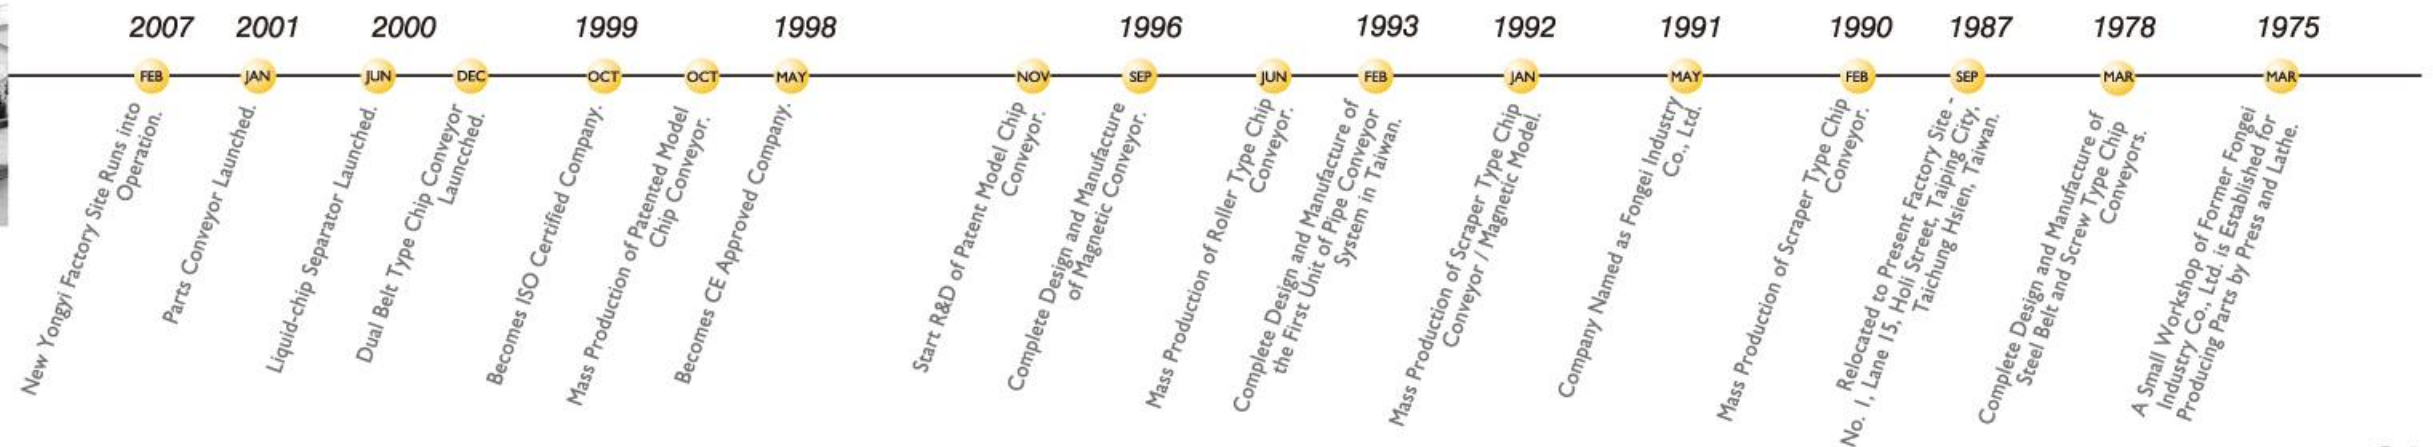 2007
2001
2000
1999
1998
1996
1993
1992
1991
1990
1987
1978
1975
FEB
JAN
JUN
DEC
OCT
OCT
MAY
NOV
SEP
JUN
FEB
JAN
MAY
FEB
SEP
MAR
MAR
New Yongyi Factory Site Runs into
Operation.
Parts Conveyor Launched.
Liquid-chip Separator Launched.
Dual Belt Type Chip Conveyor
Launcched.
Becomes ISO Certified Company.
Mass Production of Patented Model
Chip Conveyor.
Becomes CE Approved Company.
Start R&D of Patent Model Chip
Conveyor.
Complete Design and Manufacture
of Magnetic Conveyor.
Mass Production of Roller Type Chip
Conveyor.
Complete Design and Manufacture of
the First Unit of Pipe Conveyor
System in Taiwan.
Mass Production of Scraper Type Chip
Conveyor / Magnetic Model.
Company Named as Fongei Industry
Co., Ltd.
Mass Production of Scraper Type Chip
Conveyor.
Relocated to Present Factory Site -
No. 1, Lane 15, Holi Street, Taiping City,
Taichung Hsien, Taiwan.
Complete Design and Manufacture of
Steel Belt and Screw Type Chip
Conveyors.
A Small Workshop of Former Fongei
Industry Co., Ltd. is Established for
Producing Parts by Press and Lathe.